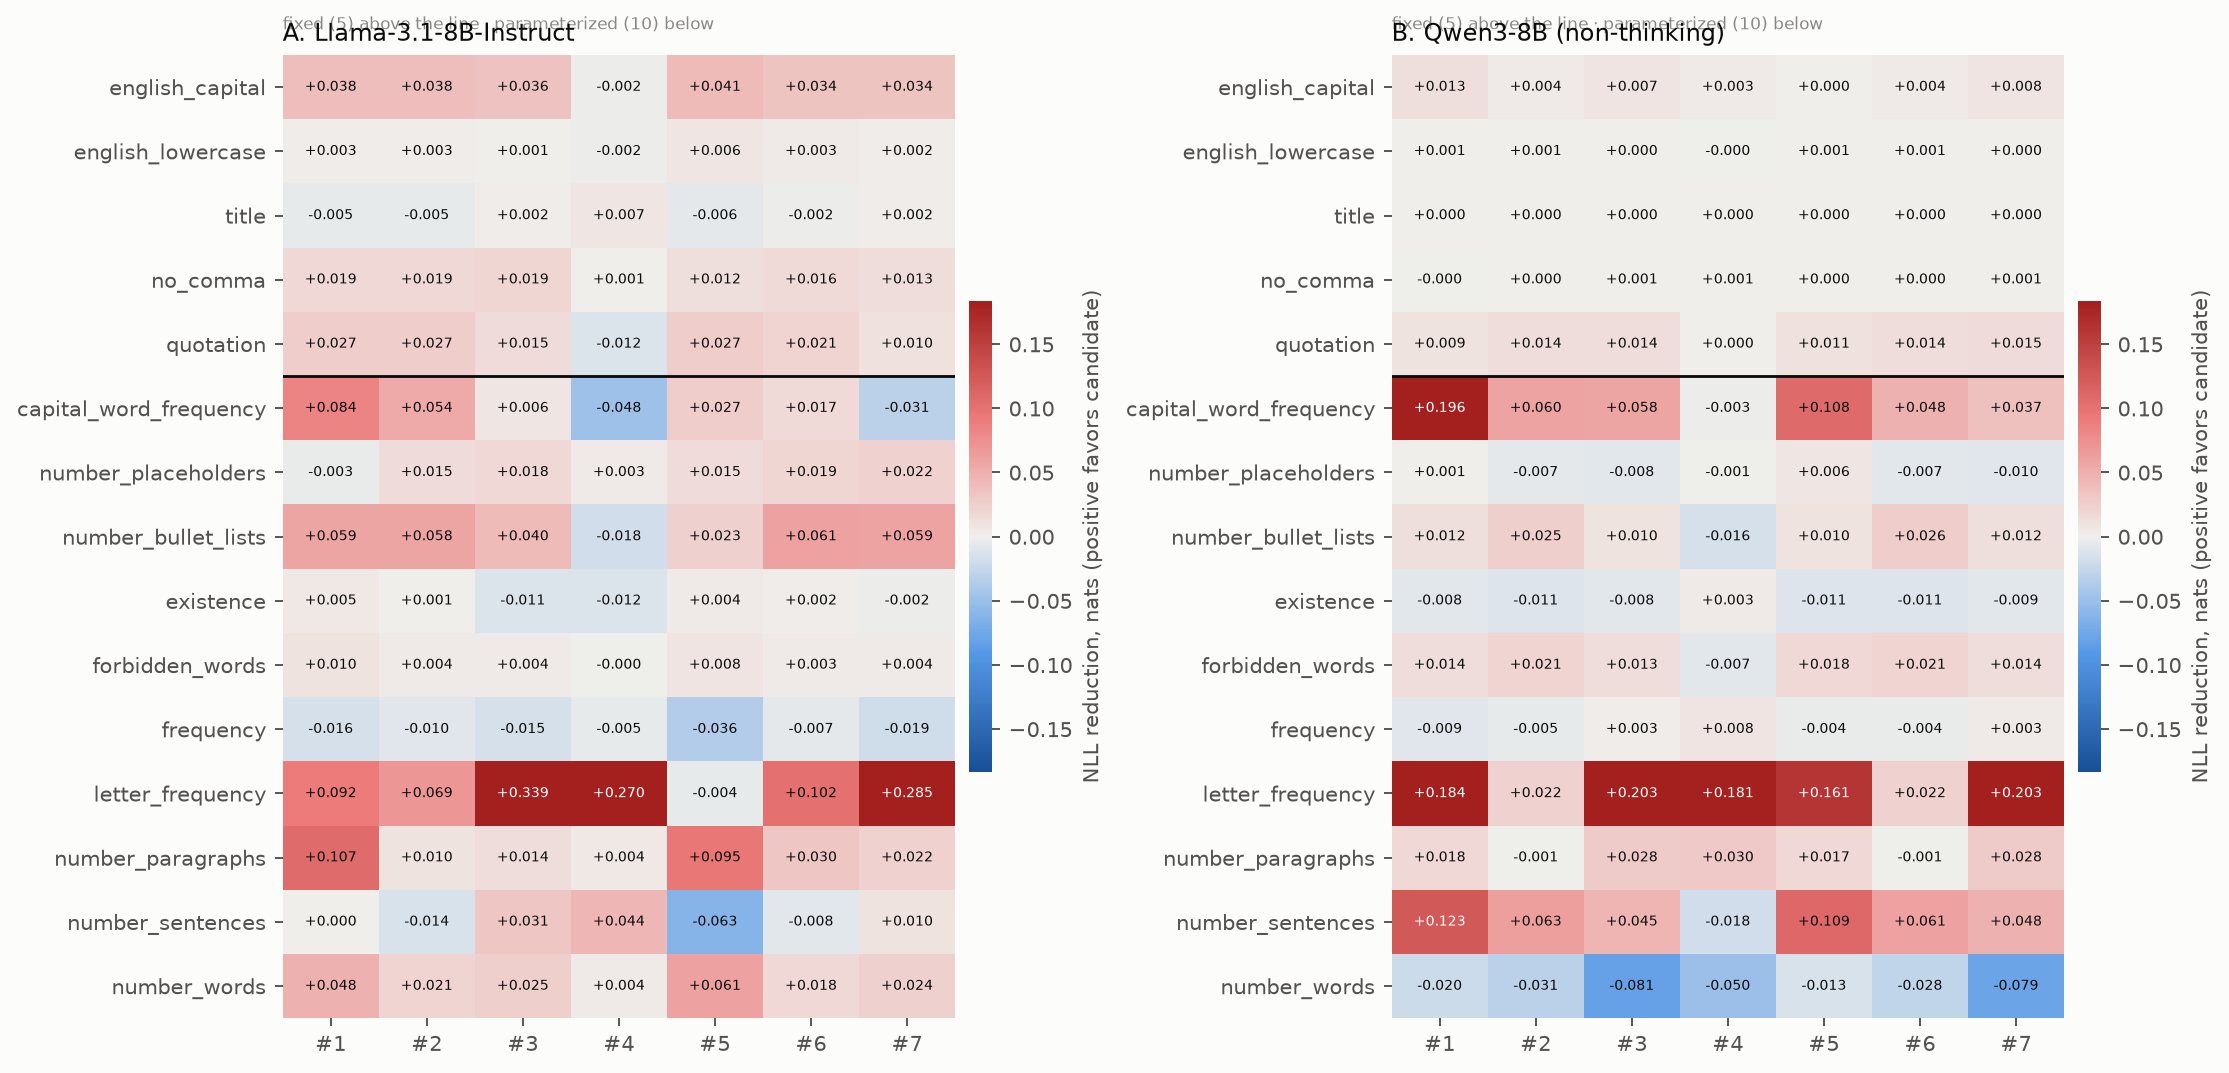 fixed (5) above the line · parameterized (10) below
A. Llama-3.1-8B-Instruct
english_capital +0.038 +0.038 +0.036 -0.002 +0.041 +0.034 +0.034
english_lowercase +0.003 +0.003 +0.001 -0.002 +0.006 +0.003 +0.002
title -0.005 -0.005 +0.002 +0.007 -0.006 -0.002 +0.002
no_comma +0.019 +0.019 +0.019 +0.001 +0.012 +0.016 +0.013
quotation +0.027 +0.027 +0.015 -0.012 +0.027 +0.021 +0.010
capital_word_frequency +0.084 +0.054 +0.006 -0.048 +0.027 +0.017 -0.031
number_placeholders -0.003 +0.015 +0.018 +0.003 +0.015 +0.019 +0.022
number_bullet_lists +0.059 +0.058 +0.040 -0.018 +0.023 +0.061 +0.059
existence +0.005 +0.001 -0.011 -0.012 +0.004 +0.002 -0.002
forbidden_words +0.010 +0.004 +0.004 -0.000 +0.008 +0.003 +0.004
frequency -0.016 -0.010 -0.015 -0.005 -0.036 -0.007 -0.019
letter_frequency +0.092 +0.069 +0.339 +0.270 -0.004 +0.102 +0.285
number_paragraphs +0.107 +0.010 +0.014 +0.004 +0.095 +0.030 +0.022
number_sentences +0.000 -0.014 +0.031 +0.044 -0.063 -0.008 +0.010
number_words +0.048 +0.021 +0.025 +0.004 +0.061 +0.018 +0.024
#1 #2 #3 #4 #5 #6 #7
0.15
0.10
0.05
0.00
−0.05
−0.10
−0.15
NLL reduction, nats (positive favors candidate)
fixed (5) above the line · parameterized (10) below
B. Qwen3-8B (non-thinking)
english_capital +0.013 +0.004 +0.007 +0.003 +0.000 +0.004 +0.008
english_lowercase +0.001 +0.001 +0.000 -0.000 +0.001 +0.001 +0.000
title +0.000 +0.000 +0.000 +0.000 +0.000 +0.000 +0.000
no_comma -0.000 +0.000 +0.001 +0.001 +0.000 +0.000 +0.001
quotation +0.009 +0.014 +0.014 +0.000 +0.011 +0.014 +0.015
capital_word_frequency +0.196 +0.060 +0.058 -0.003 +0.108 +0.048 +0.037
number_placeholders +0.001 -0.007 -0.008 -0.001 +0.006 -0.007 -0.010
number_bullet_lists +0.012 +0.025 +0.010 -0.016 +0.010 +0.026 +0.012
existence -0.008 -0.011 -0.008 +0.003 -0.011 -0.011 -0.009
forbidden_words +0.014 +0.021 +0.013 -0.007 +0.018 +0.021 +0.014
frequency -0.009 -0.005 +0.003 +0.008 -0.004 -0.004 +0.003
letter_frequency +0.184 +0.022 +0.203 +0.181 +0.161 +0.022 +0.203
number_paragraphs +0.018 -0.001 +0.028 +0.030 +0.017 -0.001 +0.028
number_sentences +0.123 +0.063 +0.045 -0.018 +0.109 +0.061 +0.048
number_words -0.020 -0.031 -0.081 -0.050 -0.013 -0.028 -0.079
#1 #2 #3 #4 #5 #6 #7
0.15
0.10
0.05
0.00
−0.05
−0.10
−0.15
NLL reduction, nats (positive favors candidate)